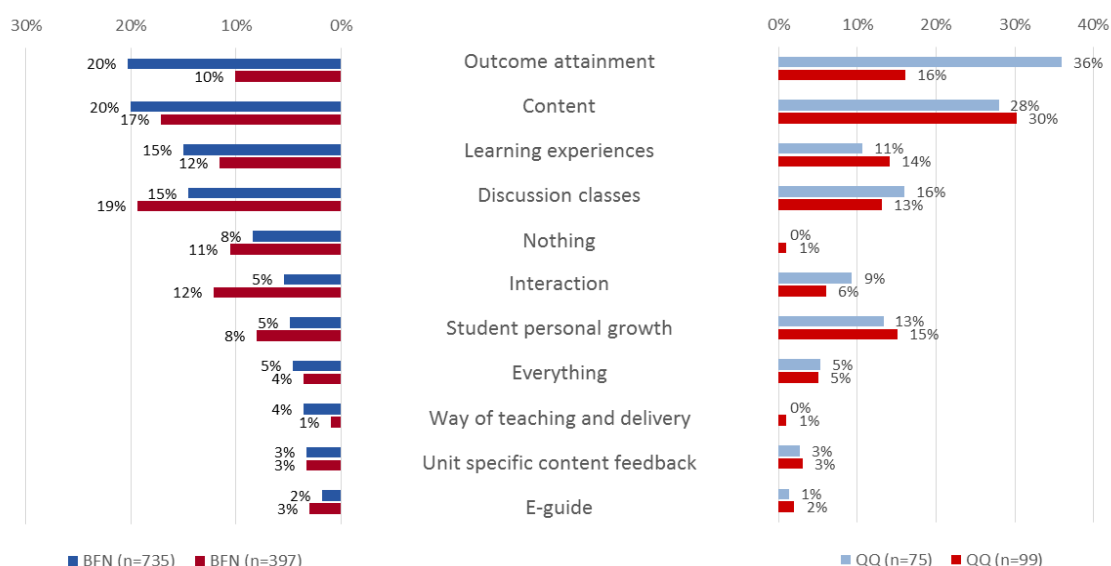 30% 20% 10% 0% 0% 10% 20% 30% 40%
20% Outcome attainment 36%
10% 16%
20% Content 28%
17% 30%
15% Learning experiences 11%
12% 14%
15% Discussion classes 16%
19% 13%
8% Nothing 0%
11% 1%
5% Interaction 9%
12% 6%
5% Student personal growth 13%
8% 15%
5% Everything 5%
4% 5%
4% Way of teaching and delivery 0%
1% 1%
3% Unit specific content feedback 3%
3% 3%
2% E-guide 1%
3% 2%
BFN (n=735) BFN (n=397) QQ (n=75) QQ (n=99)